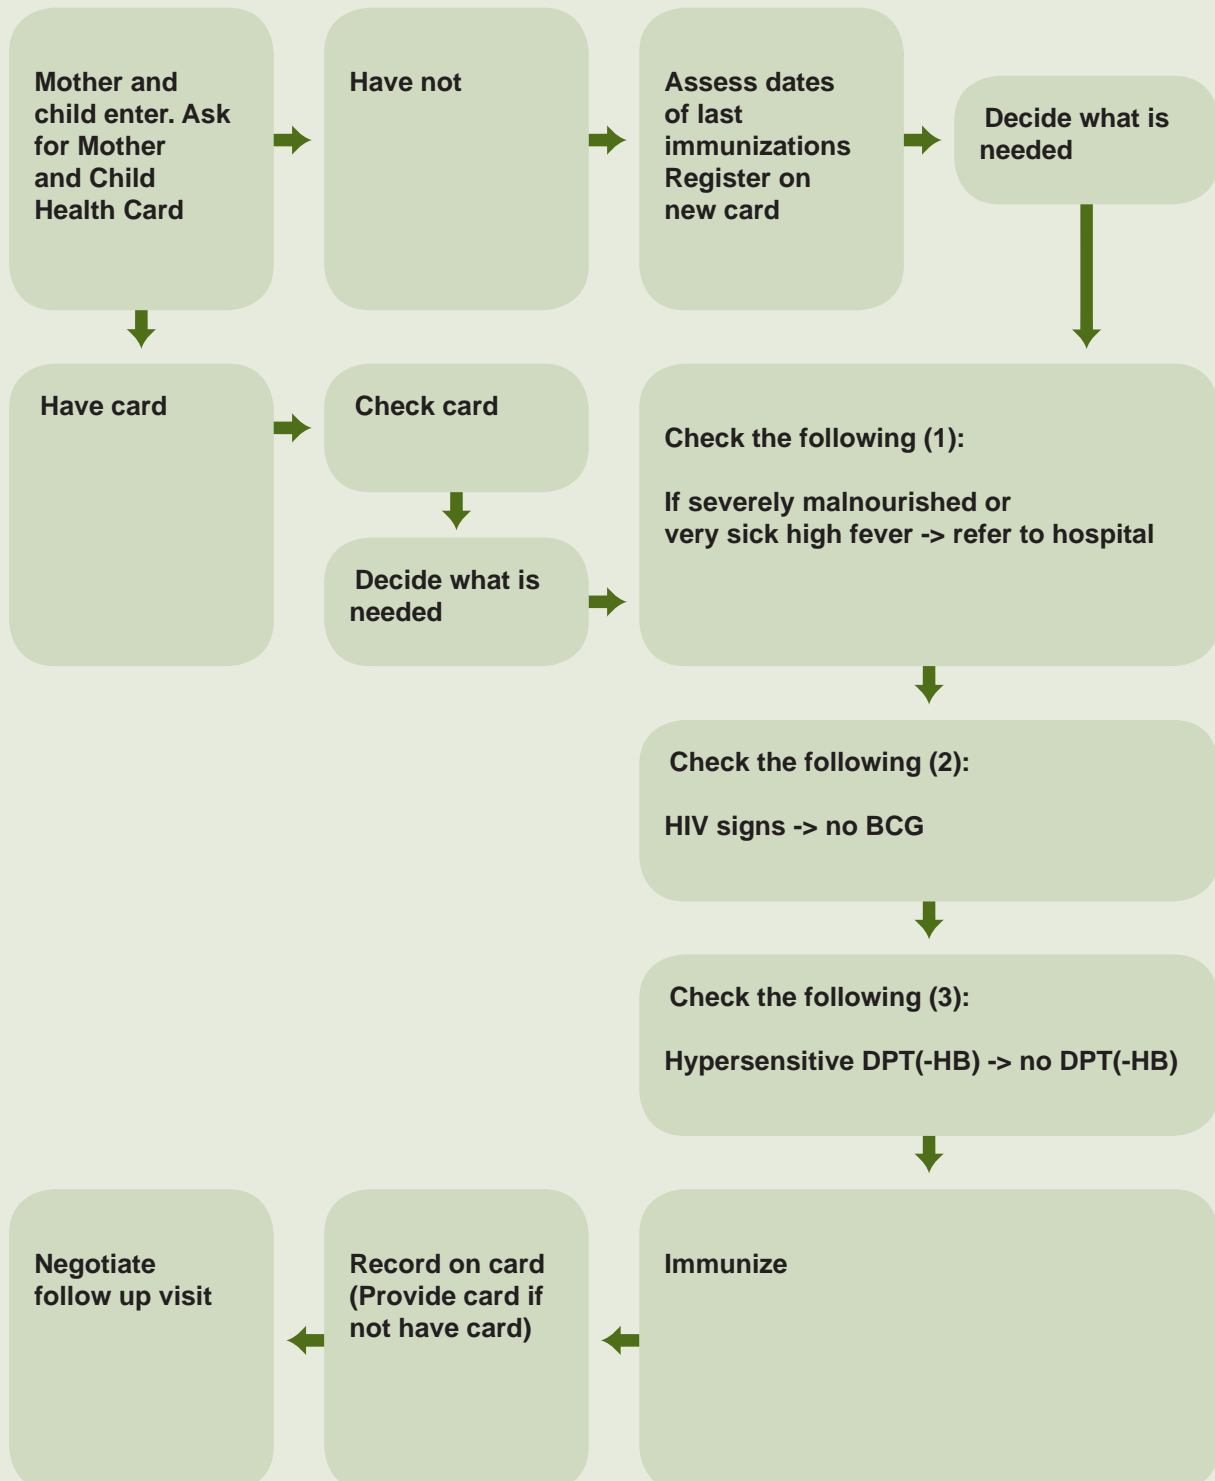 Mother and
child enter. Ask
for Mother
and Child
Health Card
Have not
Assess dates
of last
immunizations
Register on
new card
Decide what is
needed
Have card
Check card
Decide what is
needed
Check the following (1):
If severely malnourished or
very sick high fever -> refer to hospital
Check the following (2):
HIV signs -> no BCG
Check the following (3):
Hypersensitive DPT(-HB) -> no DPT(-HB)
Immunize
Record on card
(Provide card if
not have card)
Negotiate
follow up visit